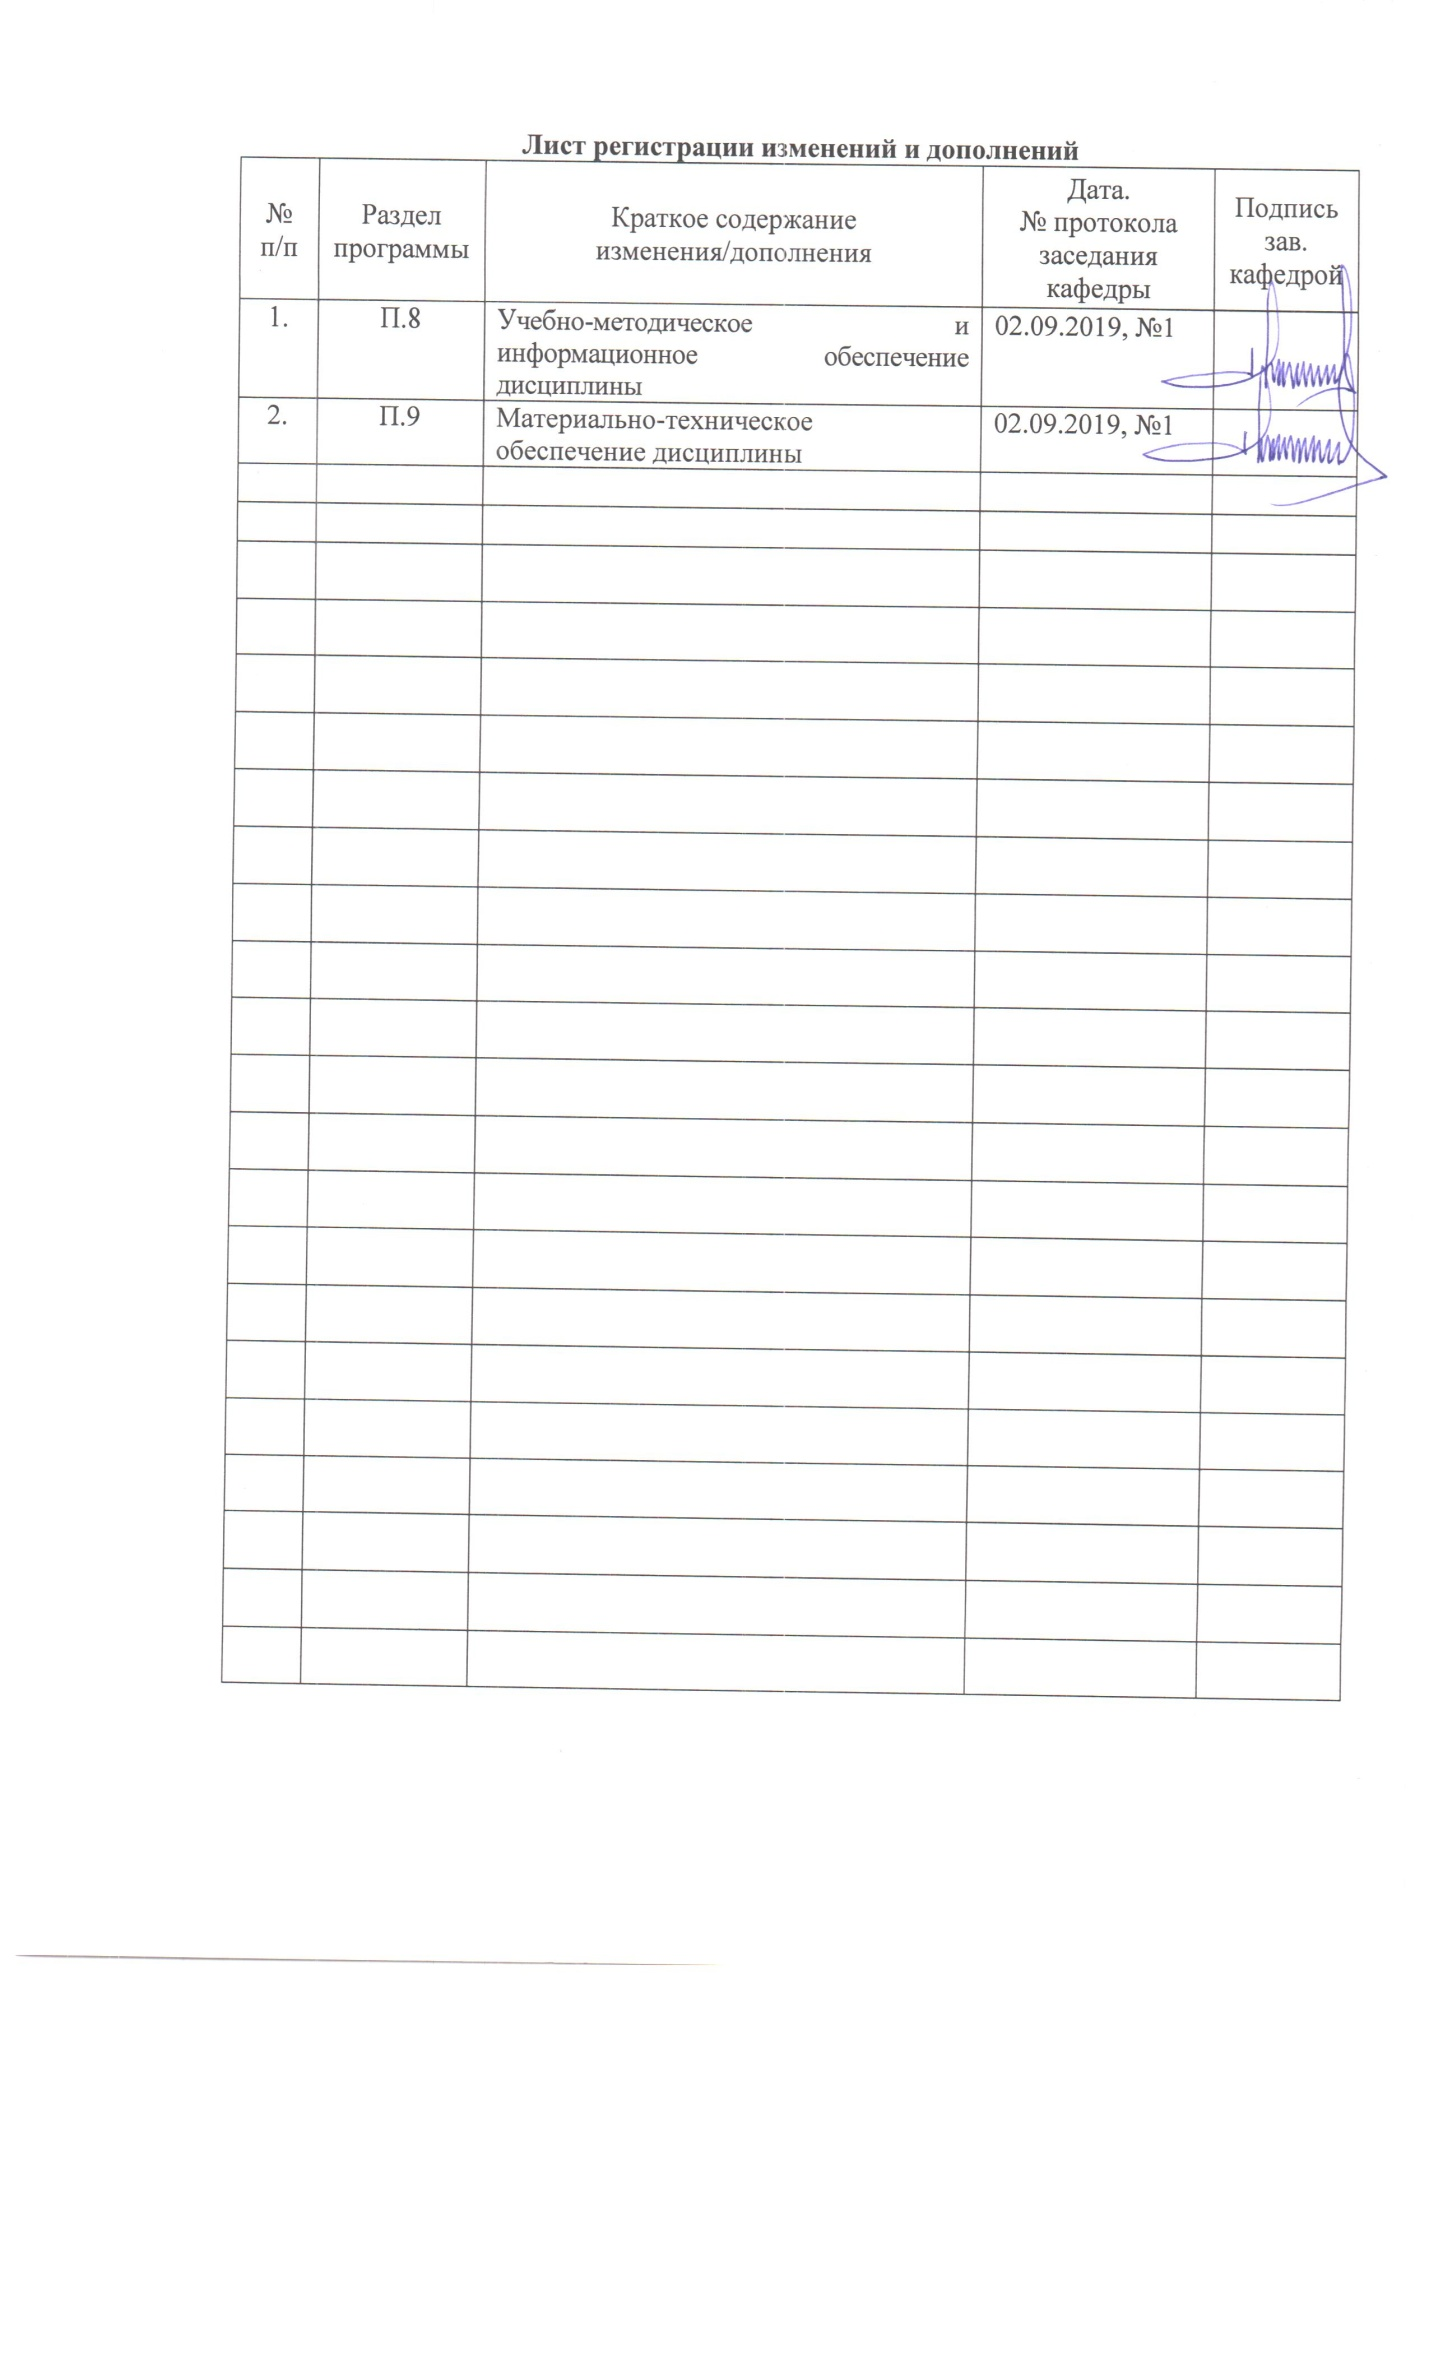 Лист регистрации изменений и дополнений
№
п/п
Раздел
программы
Краткое содержание
изменения/дополнения
Дата.
№ протокола
заседания
кафедры
Подпись
зав.
кафедрой
1.
П.8
Учебно-методическое и
информационное обеспечение
дисциплины
02.09.2019, №1
2.
П.9
Материально-техническое
обеспечение дисциплины
02.09.2019, №1